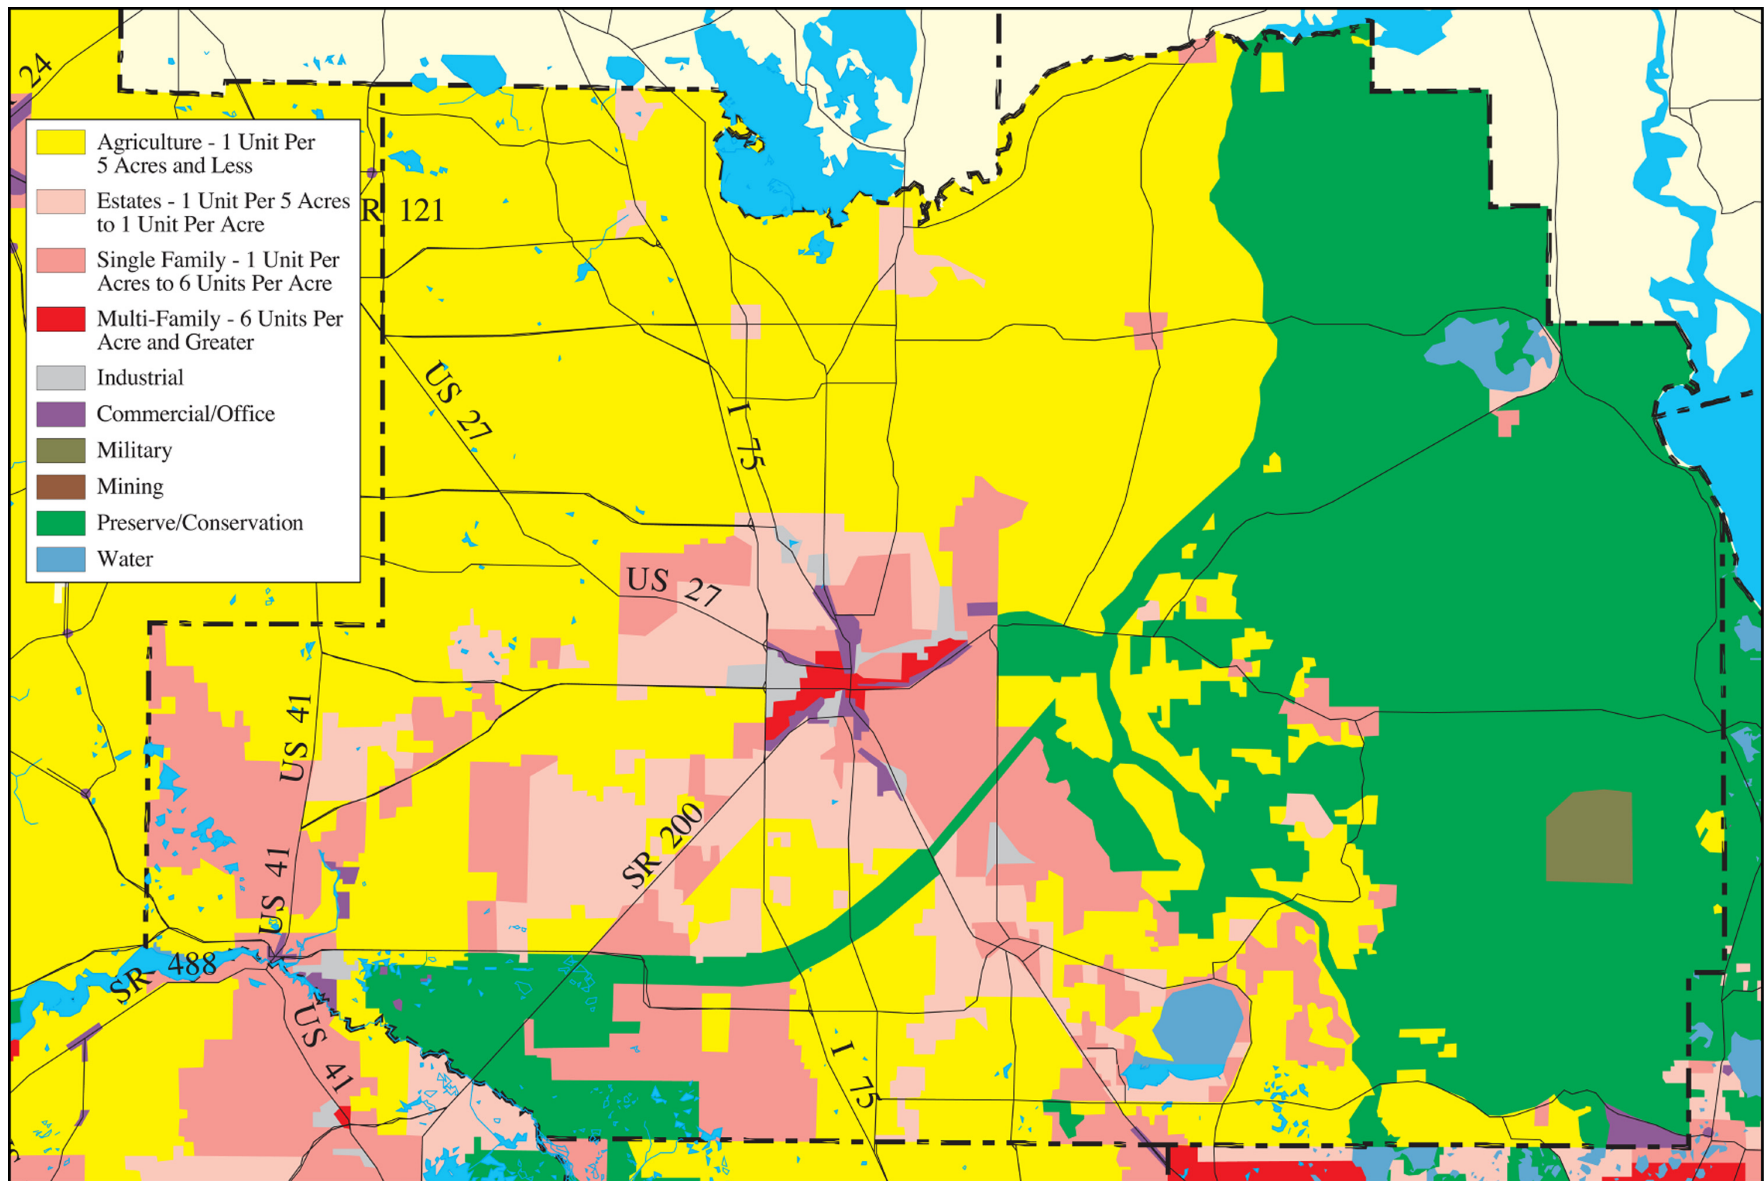 24
Agriculture - 1 Unit Per
5 Acres and Less
Estates - 1 Unit Per 5 Acres
to 1 Unit Per Acre
Single Family - 1 Unit Per
Acres to 6 Units Per Acre
Multi-Family - 6 Units Per
Acre and Greater
Industrial
Commercial/Office
Military
Mining
Preserve/Conservation
Water
R 121
US 27
I 75
US 27
US 41
SR 200
US 41
US 41
SR 488
US 41
I 75